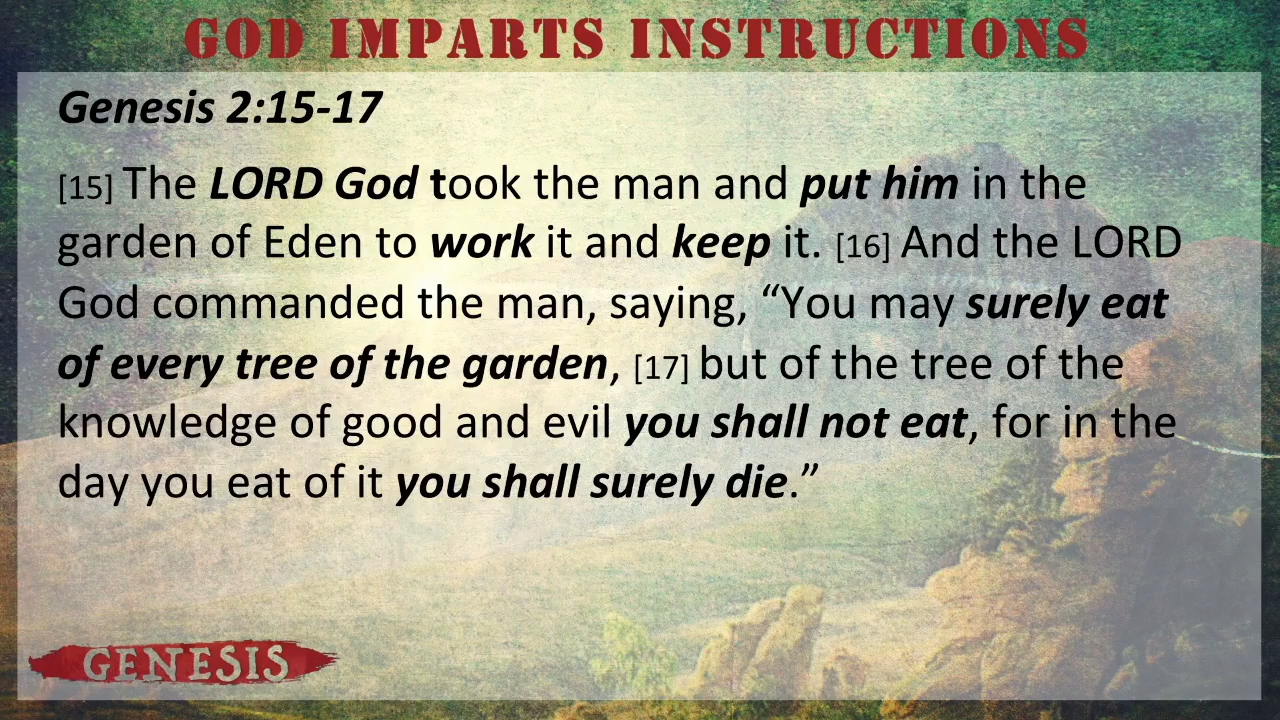 GOD IMPARTS INSTRUCTIONS
Genesis 2:15-17
[15] The LORD God took the man and put him in the
garden of Eden to work it and keep it. [16] And the LORD
God commanded the man, saying, “You may surely eat
of every tree of the garden, [17] but of the tree of the
knowledge of good and evil you shall not eat, for in the
day you eat of it you shall surely die.”
GENESIS